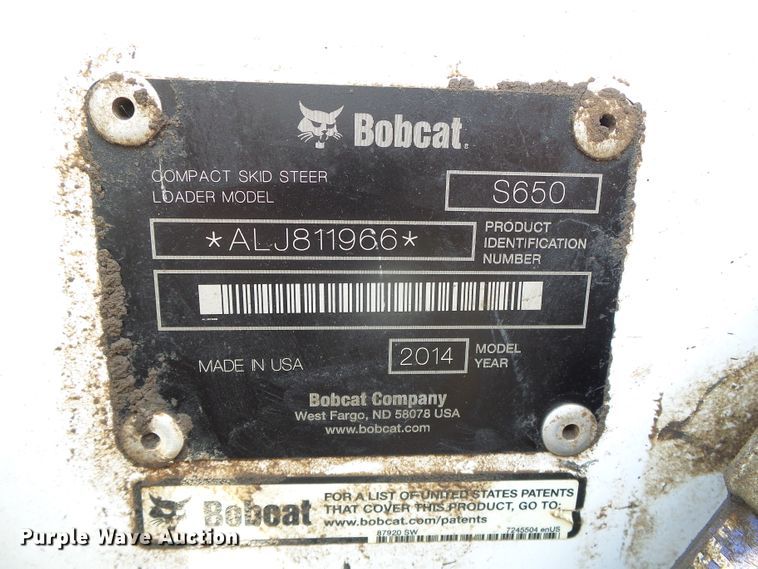 Bobcat
COMPACT SKID STEER
LOADER MODEL
S650
*ALJ811966*
PRODUCT
IDENTIFICATION
NUMBER
MADE IN USA
2014
MODEL
YEAR
Bobcat Company
West Fargo, ND 58078 USA
www.bobcat.com
Bobcat
FOR A LIST OF UNITED STATES PATENTS
THAT COVER THIS PRODUCT, GO TO:
www.bobcat.com/patents
87920 SW
7245504 enUS
Purple Wave Auction